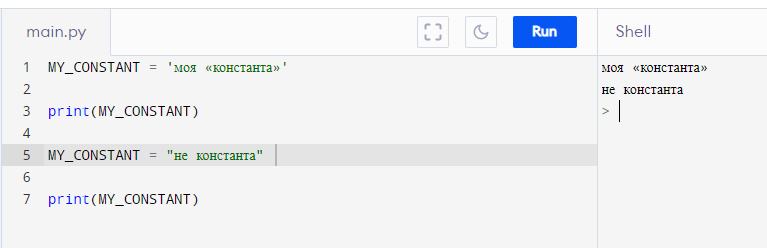 main.py
Run
Shell
1 MY_CONSTANT = 'моя «константа»'
2
3 print(MY_CONSTANT)
4
5 MY_CONSTANT = "не константа"
6
7 print(MY_CONSTANT)
моя «константа»
не константа
>